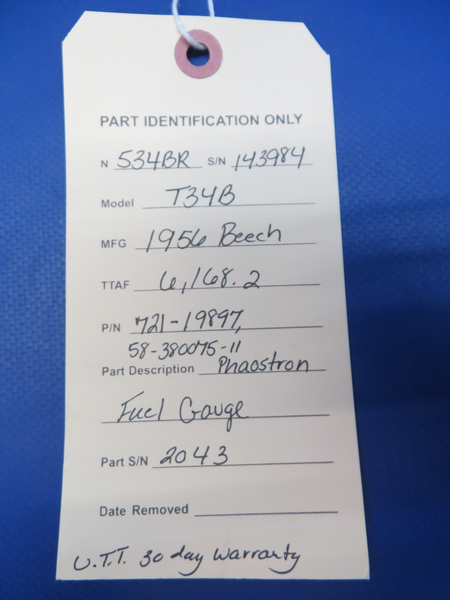 PART IDENTIFICATION ONLY
N 534BR S/N 143984
Model T34B
MFG 1956 Beech
TTAF 6,168.2
P/N 721-19897,
58-380075-11
Part Description Phaostron
Fuel Gauge
Part S/N 2043
Date Removed
U.T.T. 30 day Warranty